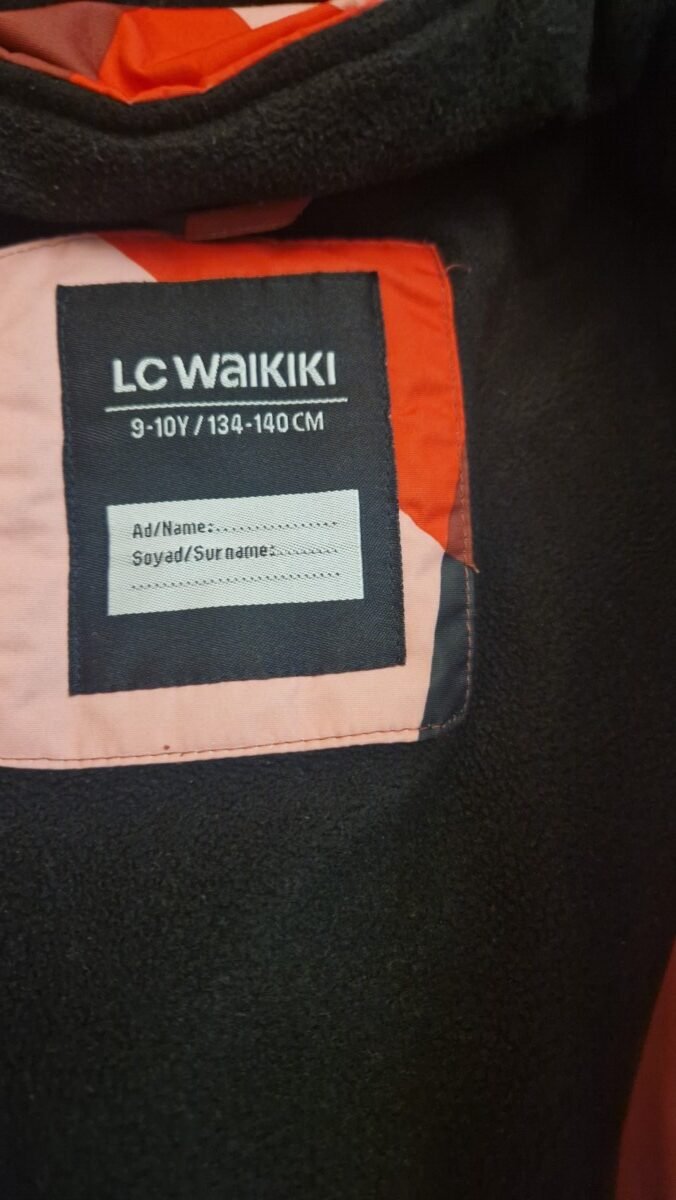 LC WAIKIKI
9-10Y / 134-140 CM
Ad/Name:................
Soyad/Surname:.........
...........................